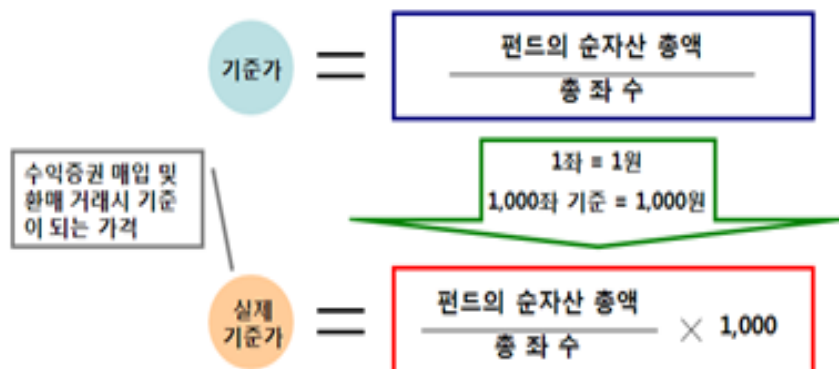 기준가 = 펀드의 순자산 총액
총 좌 수
1좌 = 1원
1,000좌 기준 = 1,000원
수익증권 매입 및
환매 거래시 기준
이 되는 가격
실제
기준가 = 펀드의 순자산 총액
총 좌 수 × 1,000